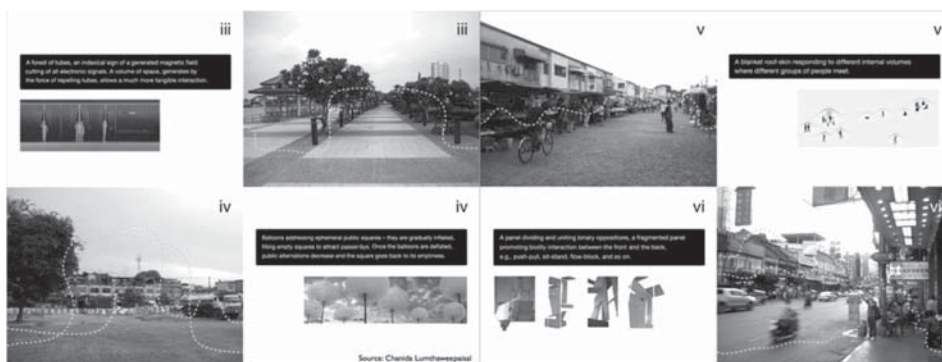 iii
A forest of tubes, an indexical sign of a generated magnetic field
cutting of all electronic signals. A volume of space, generates by
the force of repelling tubes, allows a much more tangible interaction.
iii
v
v
A blanket roof-skin responding to different internal volumes
where different groups of people meet.
iv
iv
Balloons addressing ephemeral public squares – they are gradually inflated,
filling empty squares to attract passer-bys. Once the balloons are deflated,
public alternations decrease and the square goes back to its emptiness.
Source: Chanida Lumthaweepaisal
vi
A panel dividing and uniting binary oppositions, a fragmented panel
promoting bodily interaction between the front and the back,
e.g., push-pull, sit-stand, flow-block, and so on.